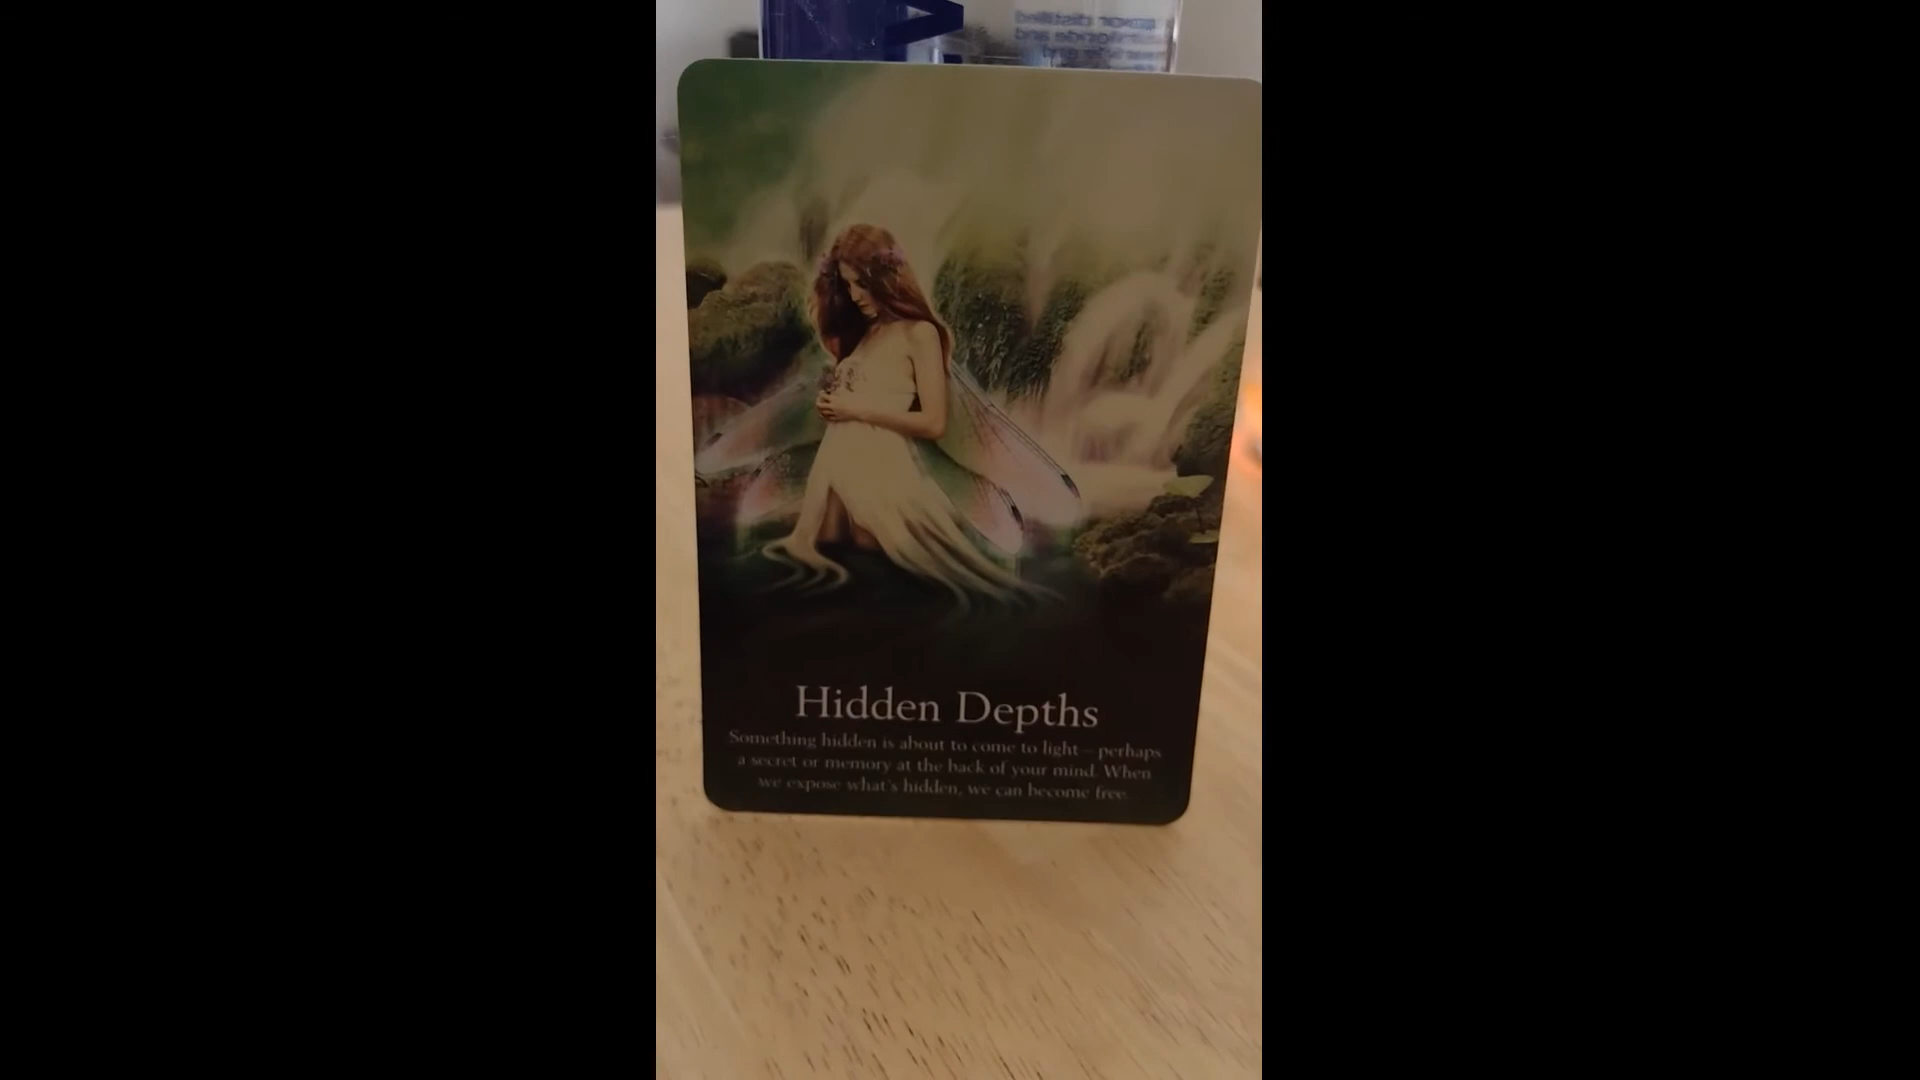 Hidden Depths
Something hidden is about to come to light—perhaps
a secret or memory at the back of your mind. When
we expose what's hidden, we can become free.